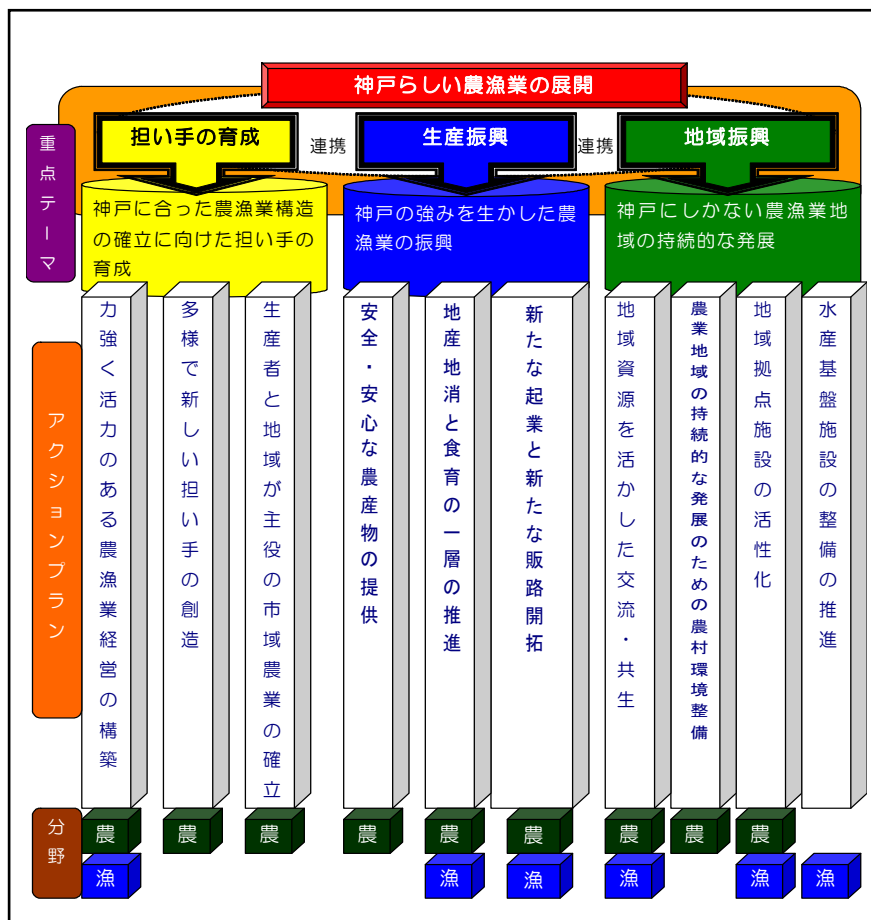 神戸らしい農漁業の展開
重点テーマ
担い手の育成
連携
生産振興
連携
地域振興
神戸に合った農漁業構造
の確立に向けた担い手の
育成
神戸の強みを生かした農
漁業の振興
神戸にしかない農漁業地
域の持続的な発展
アクションプラン
力強く活力のある農漁業経営の構築
多様で新しい担い手の創造
生産者と地域が主役の市域農業の確立
安全・安心な農産物の提供
地産地消と食育の一層の推進
新たな起業と新たな販路開拓
地域資源を活かした交流・共生
農業地域の持続的な発展のための農村環境整備
地域拠点施設の活性化
水産基盤施設の整備の推進
分野
農
農
農
農
農
農
農
農
農
漁
漁
漁
漁
漁
漁